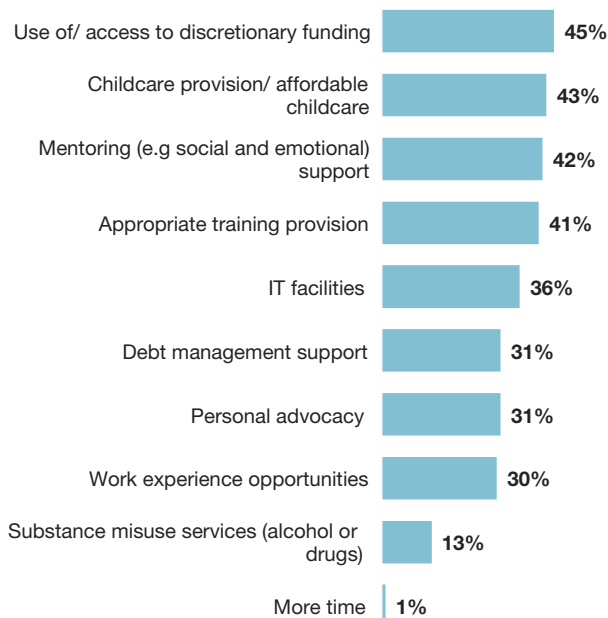 Use of/ access to discretionary funding 45%
Childcare provision/ affordable
childcare 43%
Mentoring (e.g social and emotional)
support 42%
Appropriate training provision 41%
IT facilities 36%
Debt management support 31%
Personal advocacy 31%
Work experience opportunities 30%
Substance misuse services (alcohol or
drugs) 13%
More time 1%